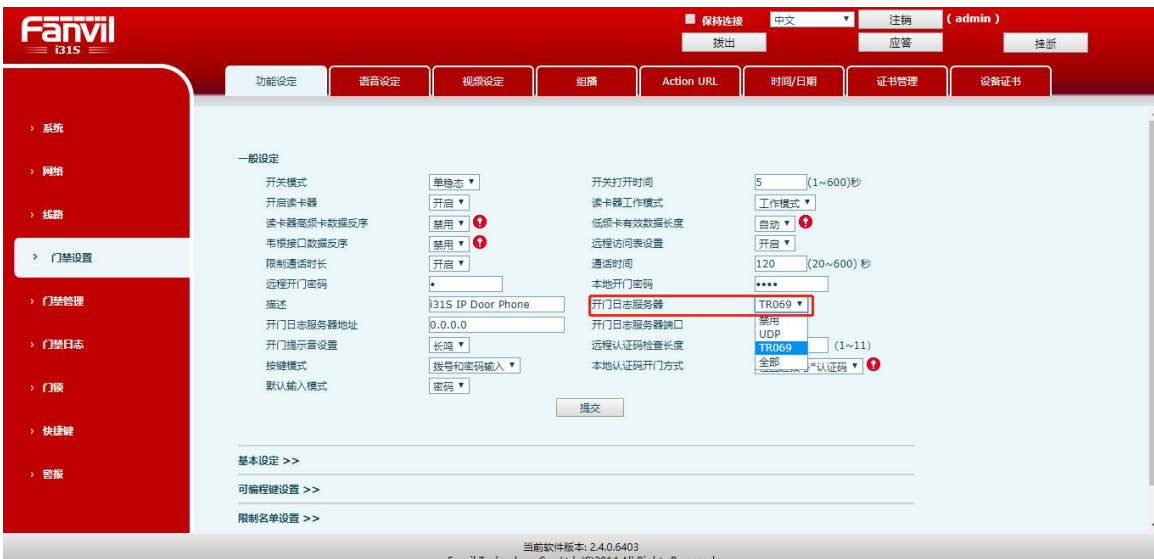 Fanvil
i31S
保持连接 中文 注销 ( admin )
拨出 应答 挂断
功能设定 语音设定 视频设定 组播 Action URL 时间/日期 证书管理 设备证书
› 系统
› 网络
› 线路
› 门禁设置
› 门禁管理
› 门禁日志
› 门锁
› 快捷键
› 警报
一般设定
开关模式 单稳态 开关打开时间 5 (1~600)秒
开启读卡器 开启 读卡器工作模式 工作模式
读卡器高频卡数据反序 禁用 低频卡有效数据长度 自动
韦根接口数据反序 禁用 远程访问表设置 开启
限制通话时长 开启 通话时间 120 (20~600) 秒
远程开门密码 • 本地开门密码 ••••
描述 i31S IP Door Phone 开门日志服务器 TR069
开门日志服务器地址 0.0.0.0 开门日志服务器端口
禁用
UDP
TR069
全部
开门提示音设置 长鸣 远程认证码检查长度 (1~11)
按键模式 拨号和密码输入 本地认证码开门方式 *认证码
默认输入模式 密码
提交
基本设定 >>
可编程键设置 >>
限制名单设置 >>
当前软件版本: 2.4.0.6403